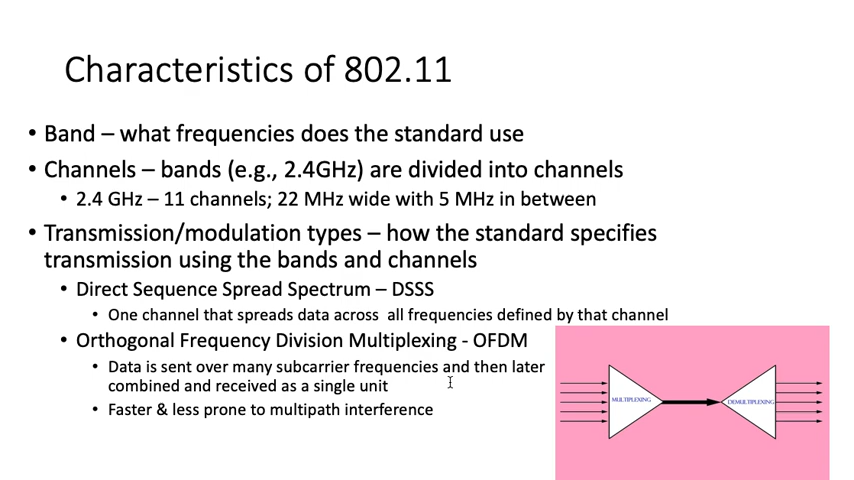 Characteristics of 802.11
• Band – what frequencies does the standard use
• Channels – bands (e.g., 2.4GHz) are divided into channels
• 2.4 GHz – 11 channels; 22 MHz wide with 5 MHz in between
• Transmission/modulation types – how the standard specifies
transmission using the bands and channels
• Direct Sequence Spread Spectrum – DSSS
• One channel that spreads data across all frequencies defined by that channel
• Orthogonal Frequency Division Multiplexing - OFDM
• Data is sent over many subcarrier frequencies and then later
combined and received as a single unit
• Faster & less prone to multipath interference
MULTIPLEXING
DEMULTIPLEXING